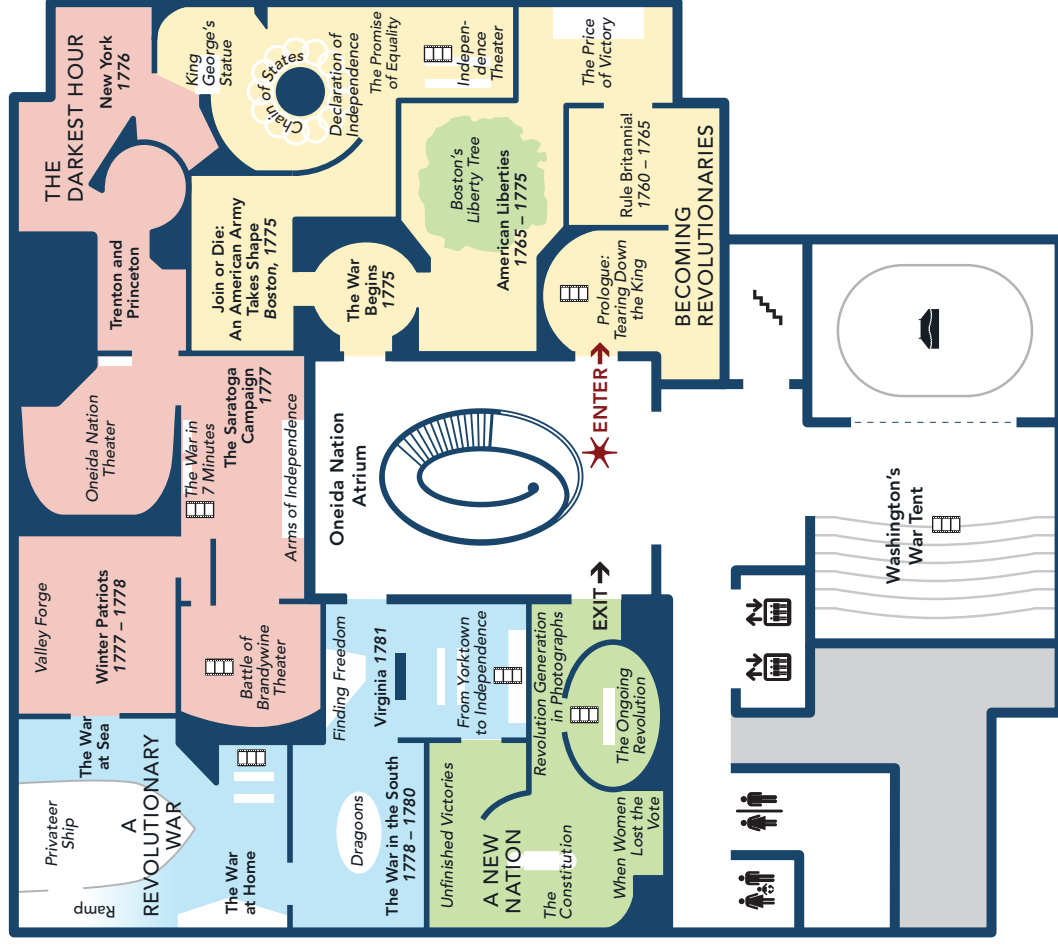 THE
DARKEST HOUR
New York
1776
Trenton and
Princeton
Oneida Nation
Theater
The War in
7 Minutes
The Saratoga
Campaign
1777
Arms of Independence
Valley Forge
Winter Patriots
1777 – 1778
Battle of
Brandywine
Theater
King
George's
Statue
Chain of States
Declaration of
Independence
The Promise
of Equality
Indepen-
dence
Theater
The Price
of Victory
Join or Die:
An American Army
Takes Shape
Boston, 1775
The War
Begins
1775
Boston's
Liberty Tree
American Liberties
1765 – 1775
Rule Britannia!
1760 – 1765
Prologue:
Tearing Down
the King
BECOMING
REVOLUTIONARIES
Oneida Nation
Atrium
ENTER
EXIT
The War
at Sea
Privateer
Ship
A
REVOLUTIONARY
WAR
Ramp
The War
at Home
Finding Freedom
Virginia 1781
From Yorktown
to Independence
Dragoons
The War in the South
1778 – 1780
Revolution Generation
in Photographs
The Ongoing
Revolution
Unfinished Victories
A NEW
NATION
The
Constitution
When Women
Lost the
Vote
Washington's
War Tent